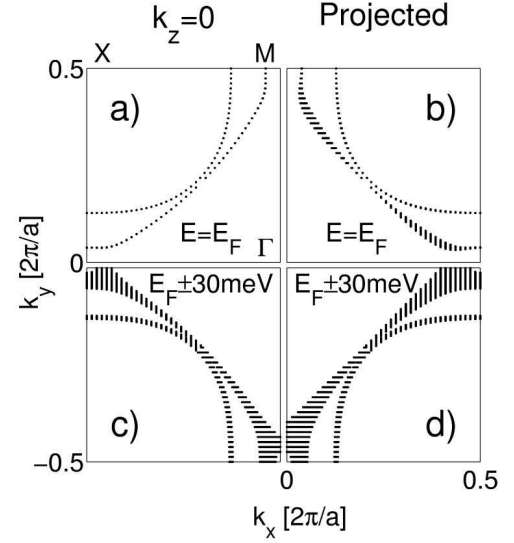 k_z=0 Projected
0.5 X M
a) b)
E=E_F Γ E=E_F
0
k_y [2π/a]
E_F±30meV E_F±30meV
c) d)
−0.5
0 0.5
k_x [2π/a]